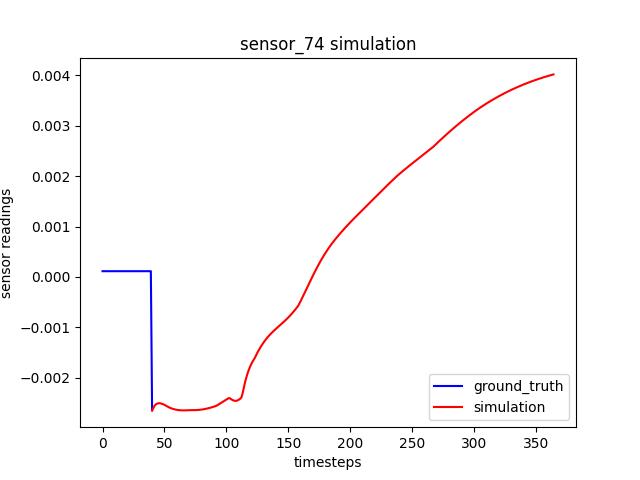 sensor_74 simulation
sensor readings
0.004
0.003
0.002
0.001
0.000
−0.001
−0.002
0 50 100 150 200 250 300 350
timesteps
ground_truth
simulation